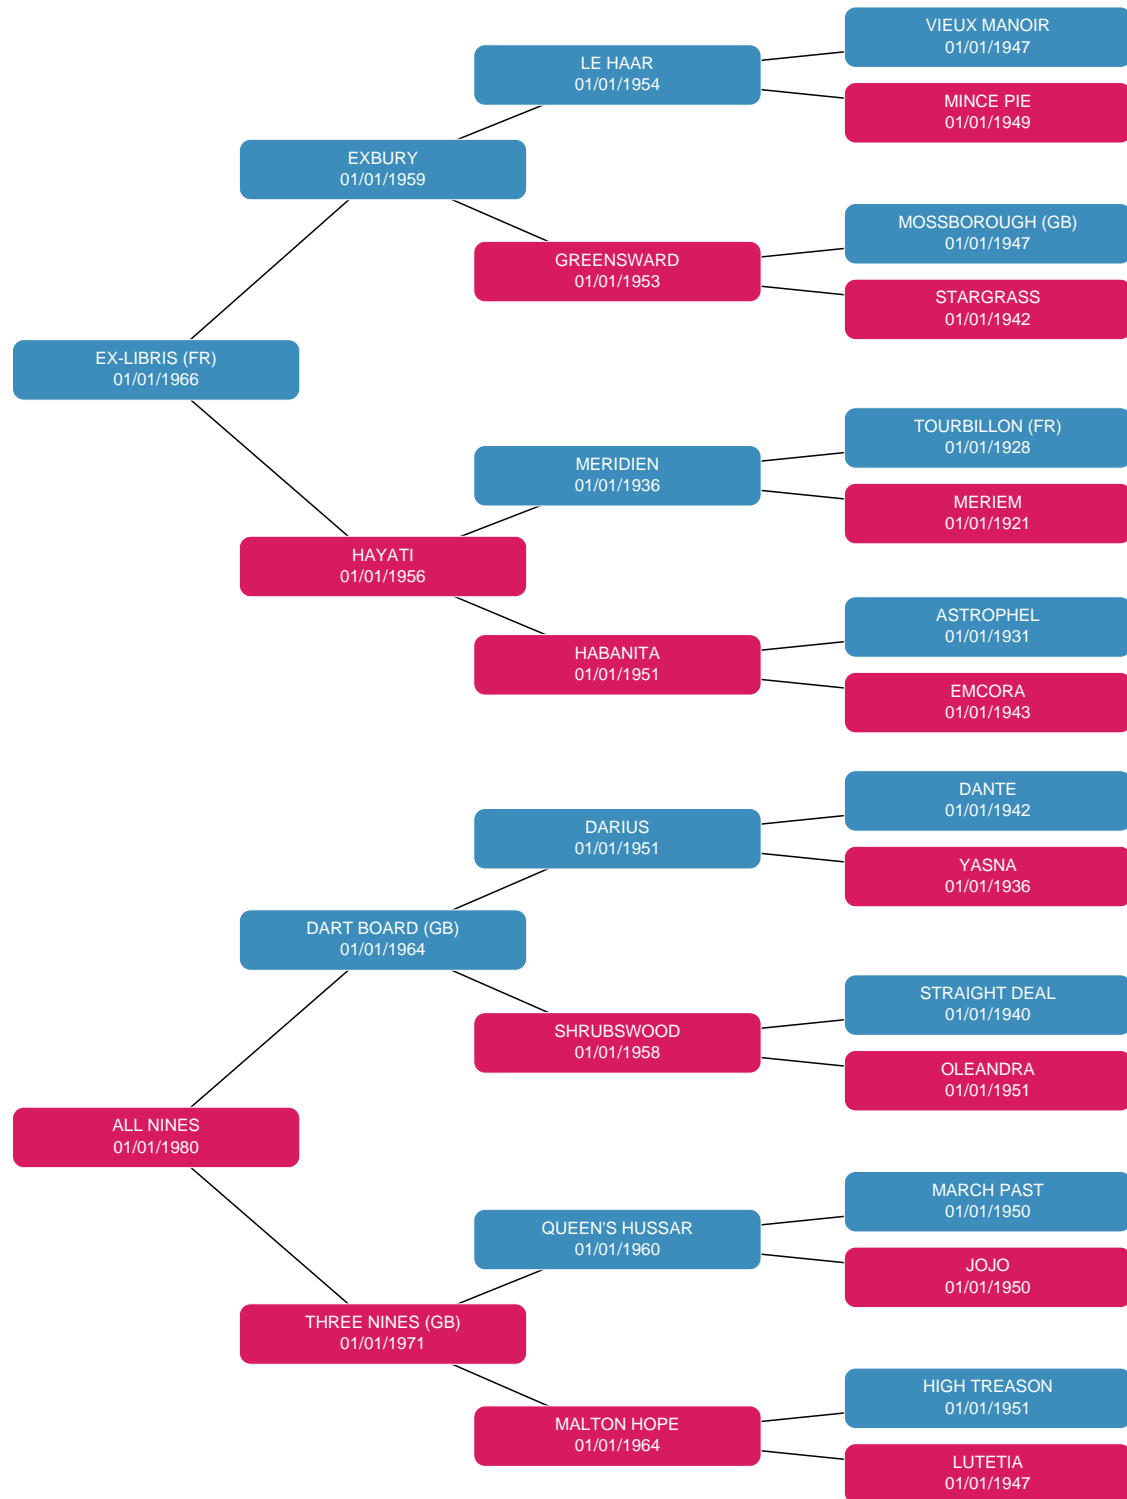 VIEUX MANOIR
01/01/1947
LE HAAR
01/01/1954
MINCE PIE
01/01/1949
EXBURY
01/01/1959
MOSSBOROUGH (GB)
01/01/1947
GREENSWARD
01/01/1953
STARGRASS
01/01/1942
EX-LIBRIS (FR)
01/01/1966
TOURBILLON (FR)
01/01/1928
MERIDIEN
01/01/1936
MERIEM
01/01/1921
HAYATI
01/01/1956
ASTROPHEL
01/01/1931
HABANITA
01/01/1951
EMCORA
01/01/1943
DANTE
01/01/1942
DARIUS
01/01/1951
YASNA
01/01/1936
DART BOARD (GB)
01/01/1964
STRAIGHT DEAL
01/01/1940
SHRUBSWOOD
01/01/1958
OLEANDRA
01/01/1951
ALL NINES
01/01/1980
MARCH PAST
01/01/1950
QUEEN'S HUSSAR
01/01/1960
JOJO
01/01/1950
THREE NINES (GB)
01/01/1971
HIGH TREASON
01/01/1951
MALTON HOPE
01/01/1964
LUTETIA
01/01/1947